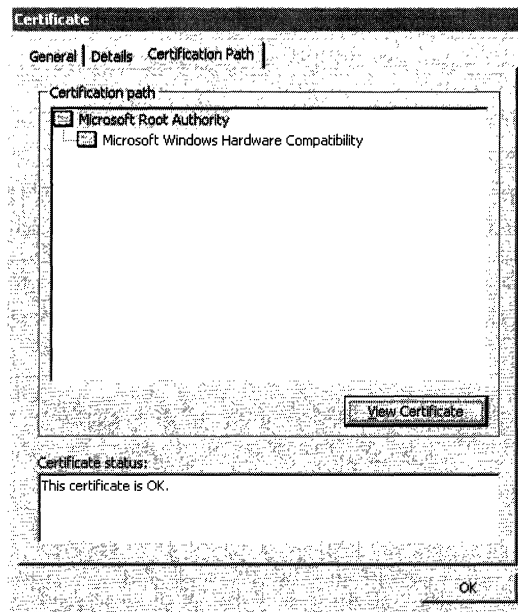 Certificate
General Details Certification Path
Certification path
Microsoft Root Authority
Microsoft Windows Hardware Compatibility
View Certificate
Certificate status:
This certificate is OK.
OK